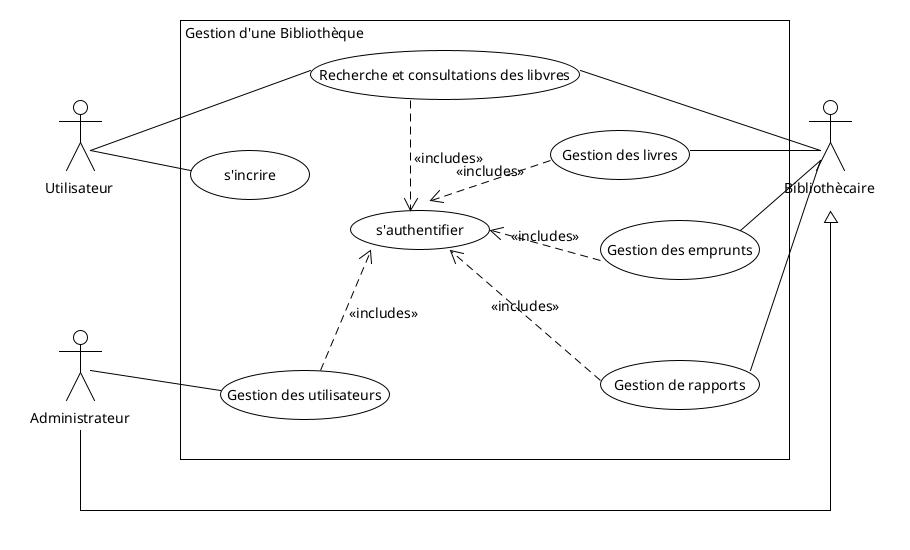 Gestion d'une Bibliothèque
Recherche et consultations des libvres
Utilisateur
s'incrire
«includes»
«includes»
Gestion des livres
Bibliothècaire
s'authentifier
«includes»
Gestion des emprunts
«includes»
«includes»
Administrateur
Gestion des utilisateurs
Gestion de rapports